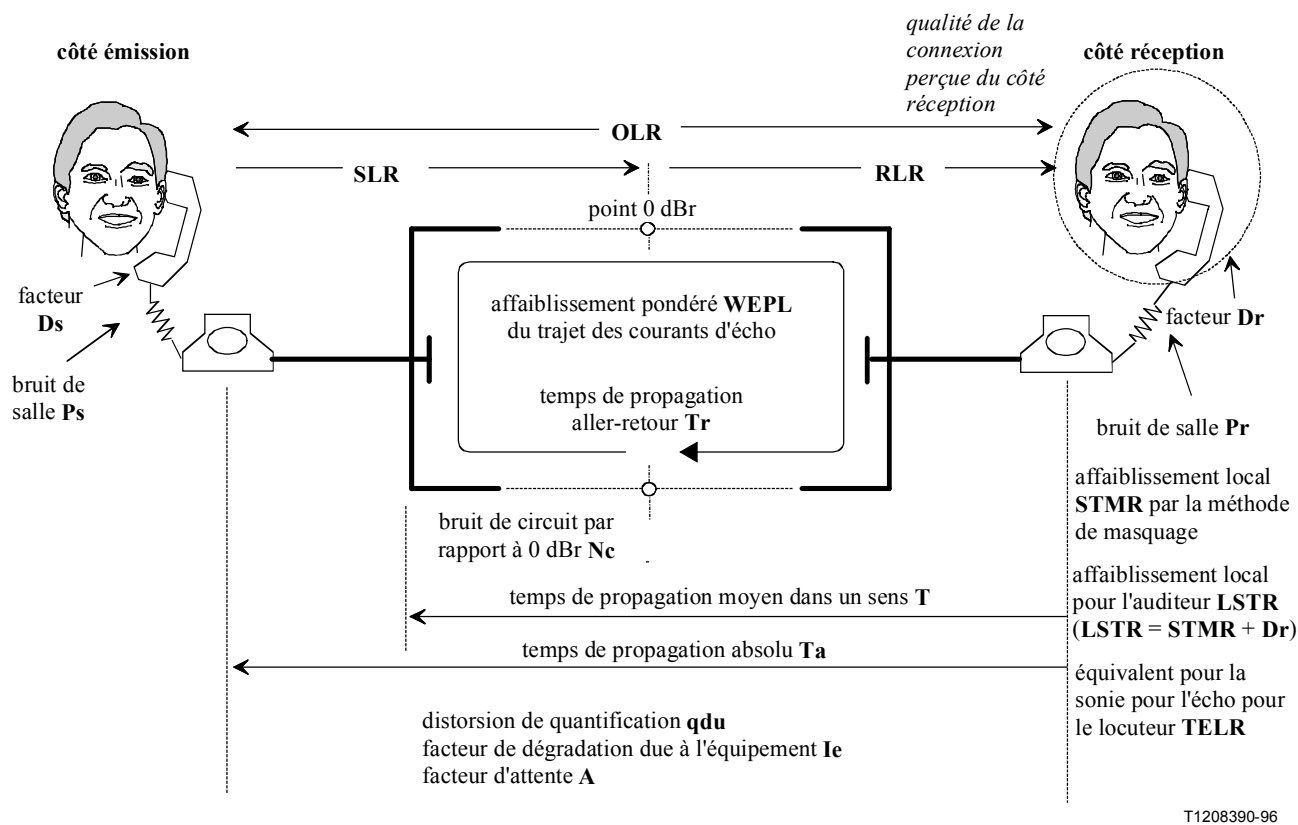 côté émission
qualité de la
connexion
perçue du côté
réception
côté réception
OLR
SLR
RLR
point 0 dBr
facteur
Ds
bruit de
salle Ps
affaiblissement pondéré WEPL
du trajet des courants d'écho
temps de propagation
aller-retour Tr
facteur Dr
bruit de salle Pr
affaiblissement local
STMR par la méthode
de masquage
bruit de circuit par
rapport à 0 dBr Nc
affaiblissement local
pour l'auditeur LSTR
(LSTR = STMR + Dr)
temps de propagation moyen dans un sens T
temps de propagation absolu Ta
équivalent pour la
sonie pour l'écho pour
le locuteur TELR
distorsion de quantification qdu
facteur de dégradation due à l'équipement Ie
facteur d'attente A
T1208390-96